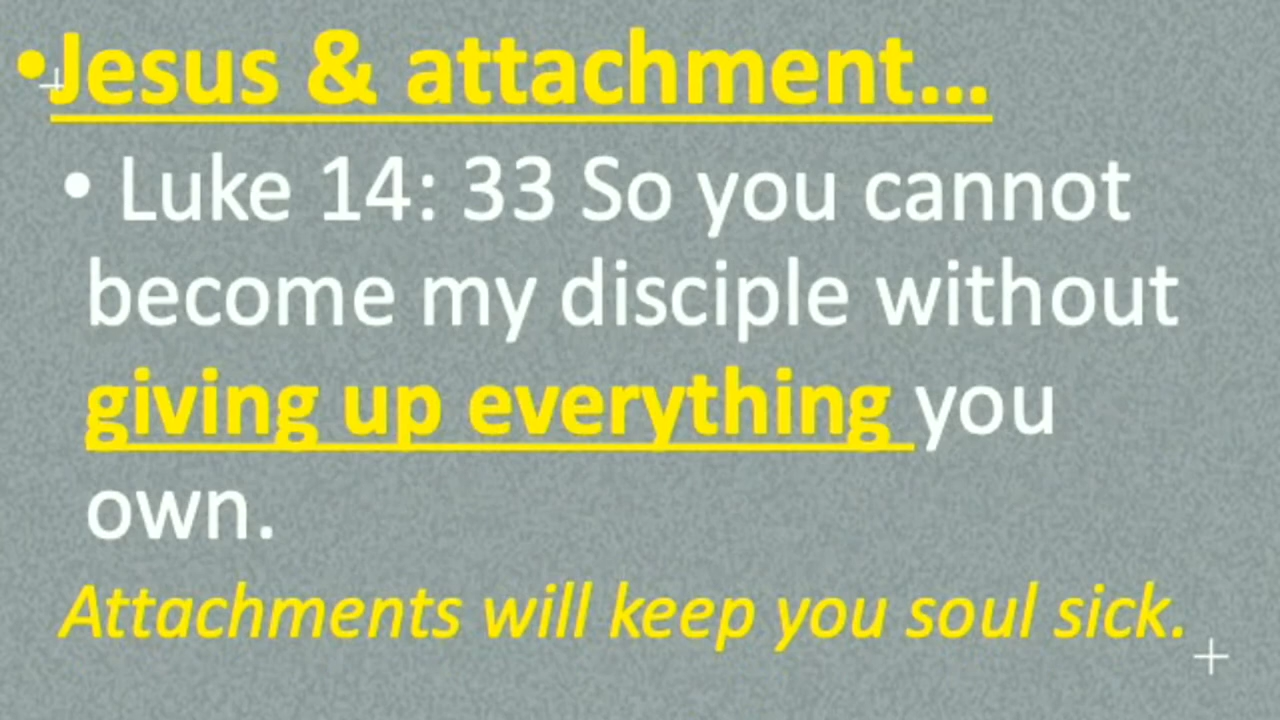 •Jesus & attachment...
• Luke 14: 33 So you cannot
become my disciple without
giving up everything you
own.
Attachments will keep you soul sick.